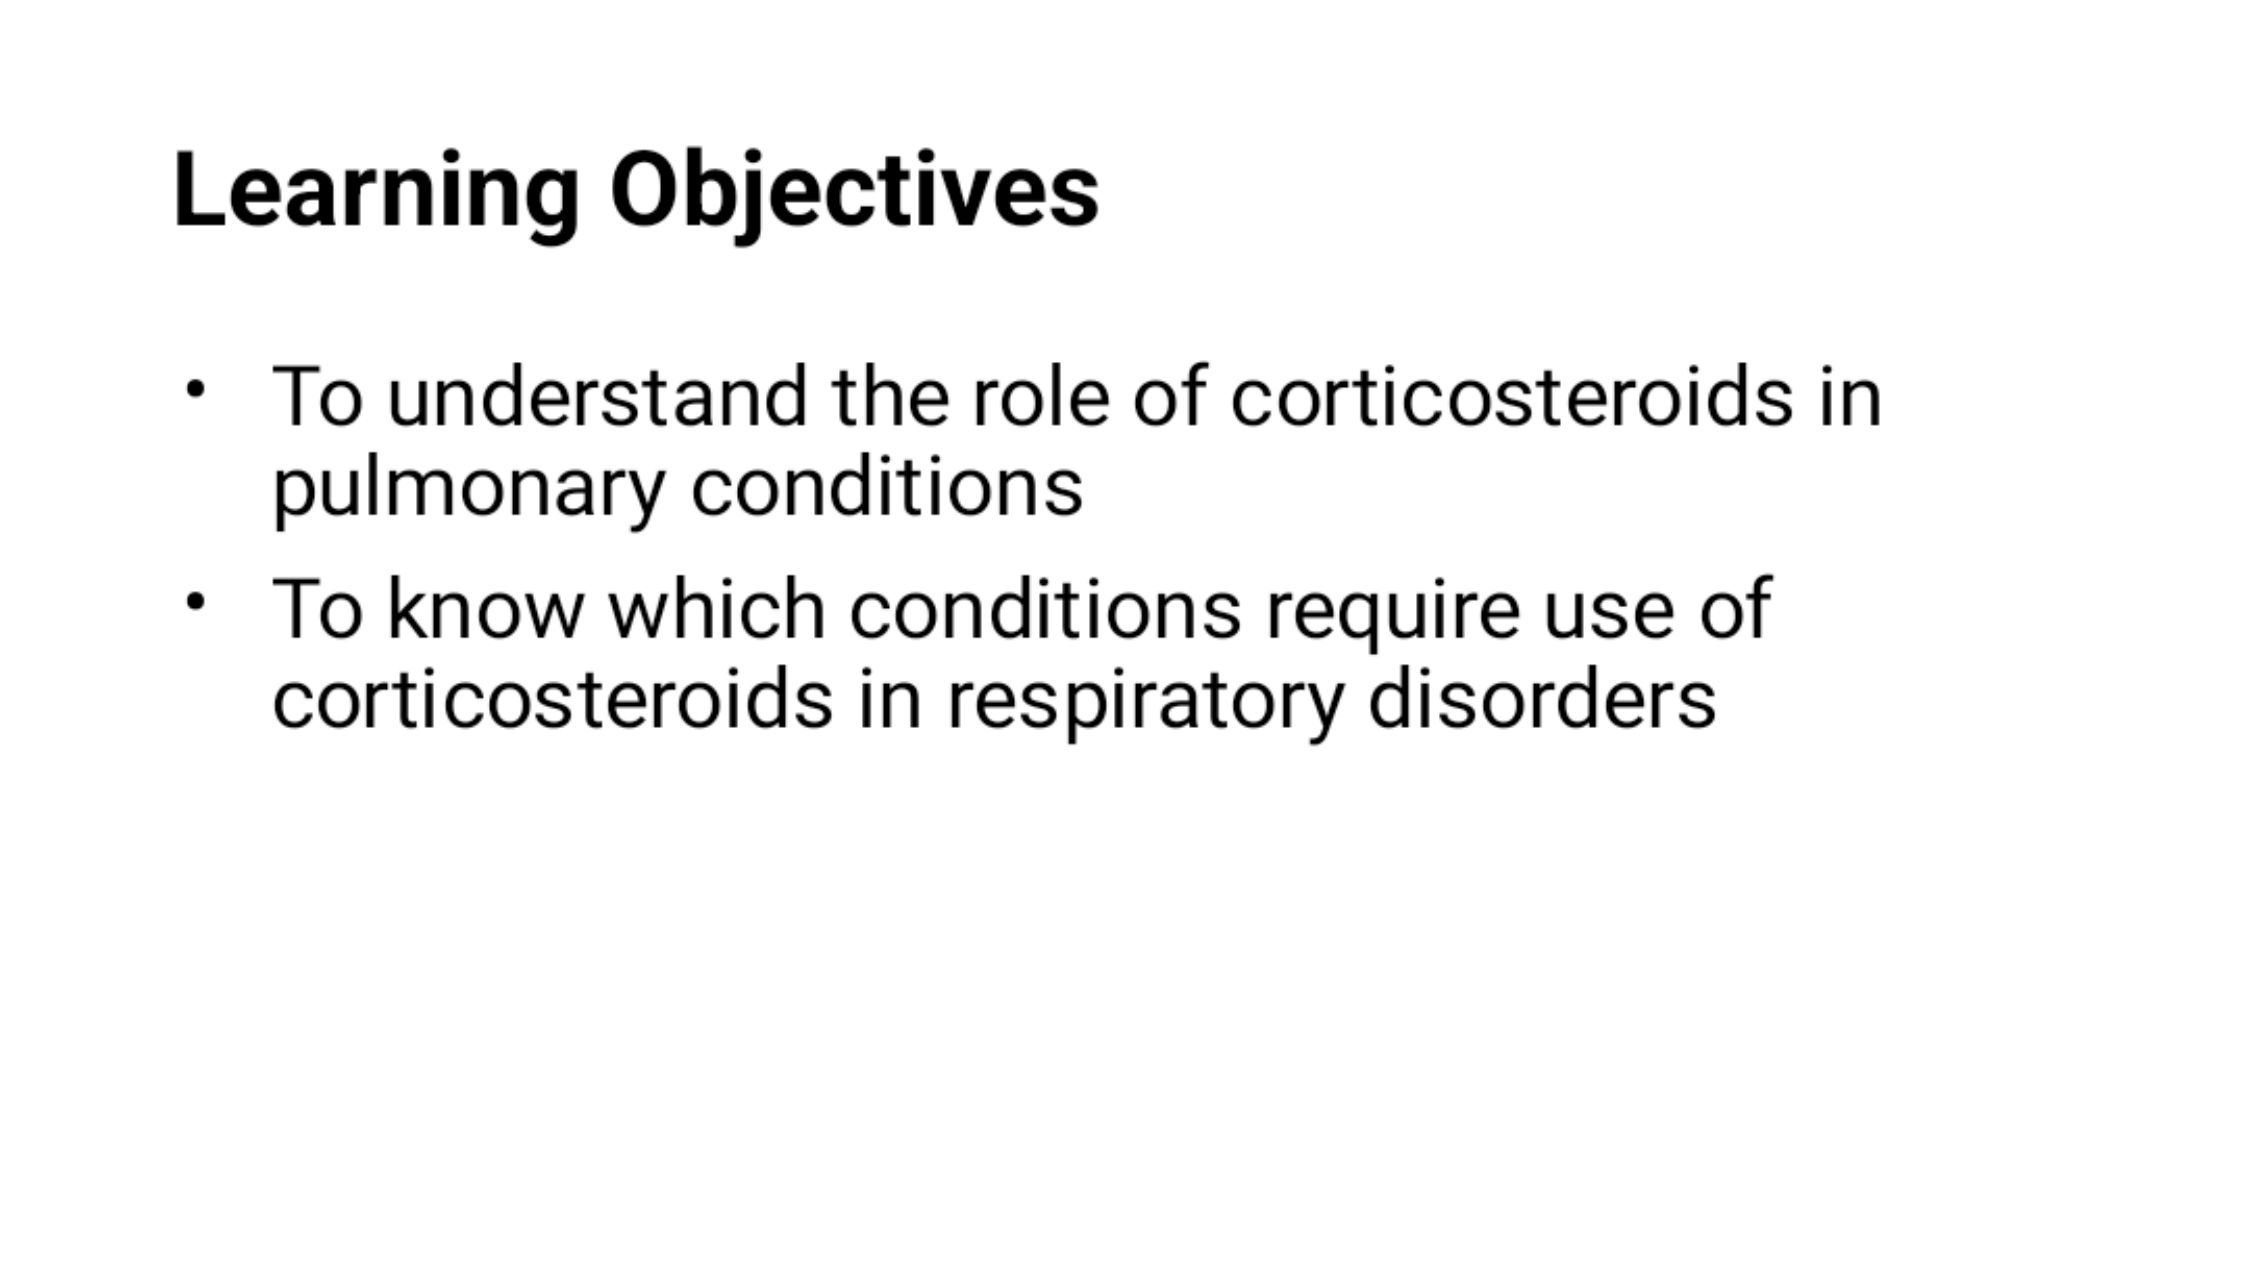 Learning Objectives
• To understand the role of corticosteroids in
pulmonary conditions
• To know which conditions require use of
corticosteroids in respiratory disorders